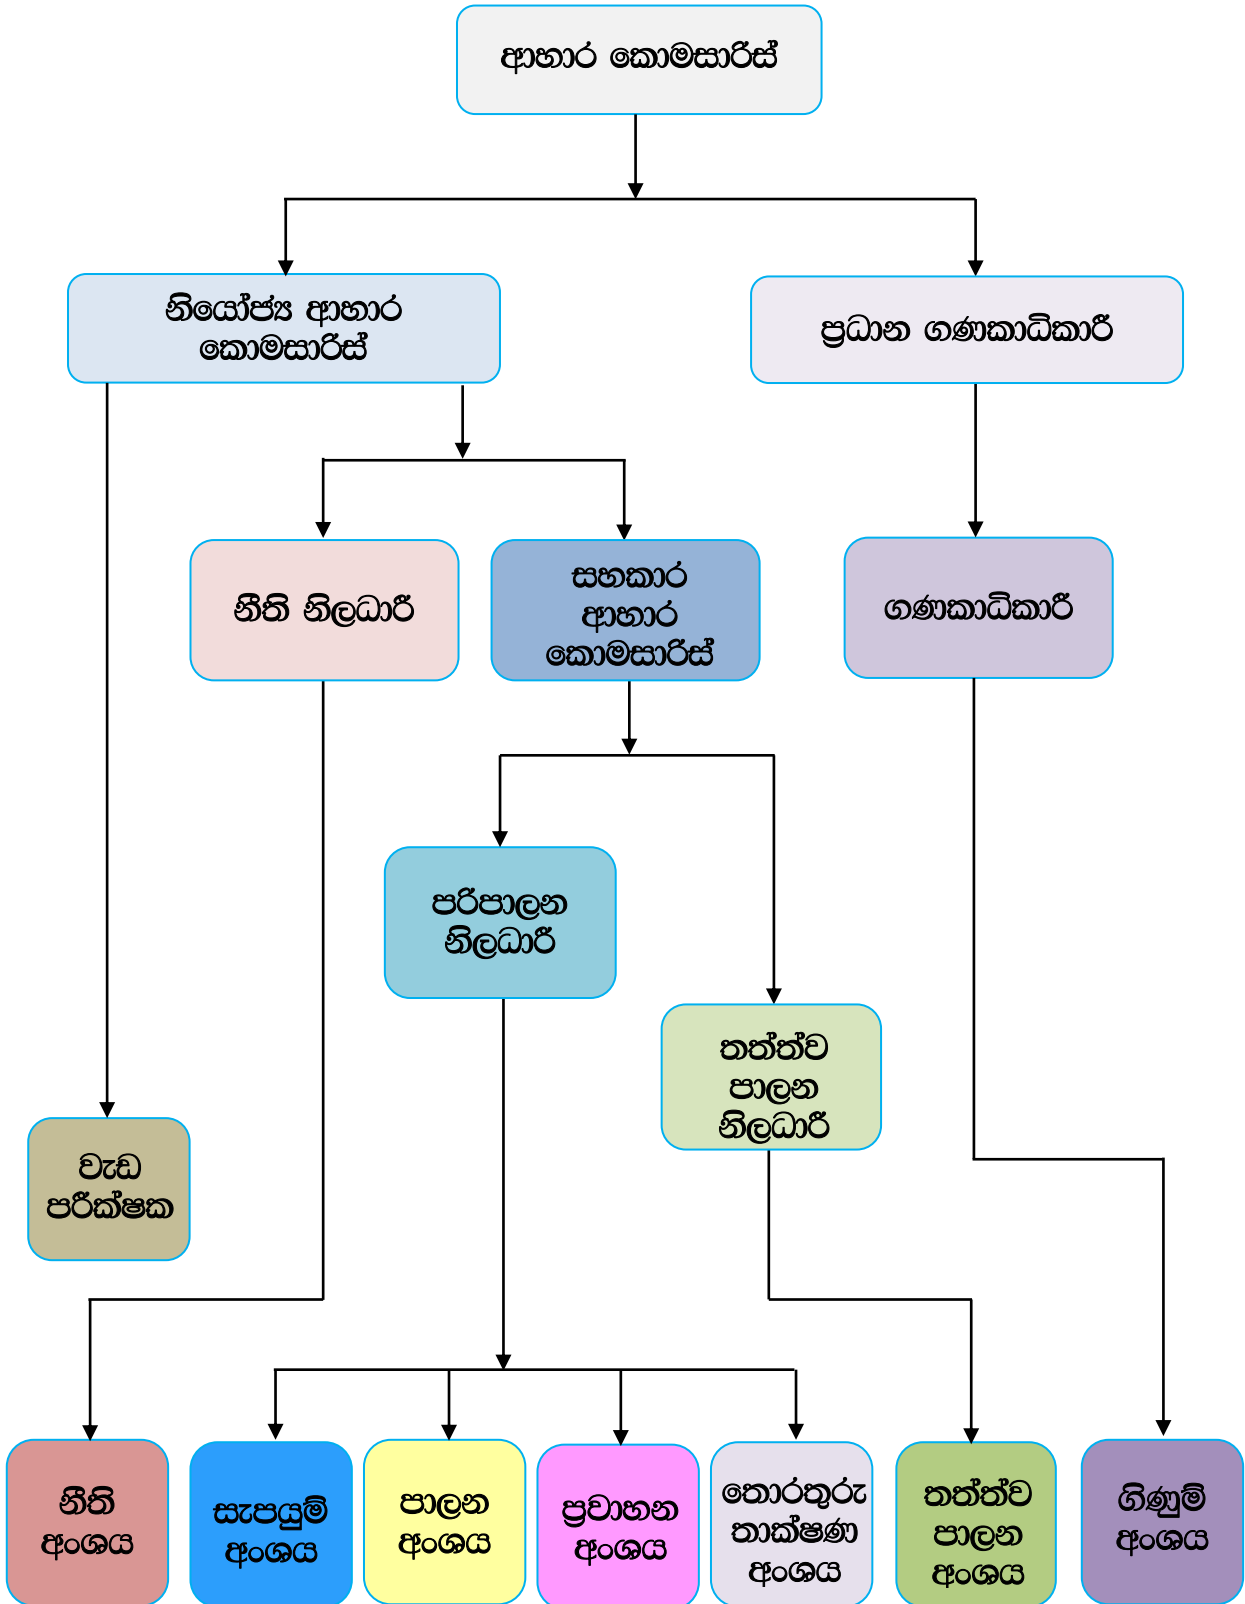 ආහාර කොමසාරිස්
නියෝජ්‍ය ආහාර
කොමසාරිස්
ප්‍රධාන ගණකාධිකාරී
නීති නිලධාරී
සහකාර
ආහාර
කොමසාරිස්
ගණකාධිකාරී
පරිපාලන
නිලධාරී
තත්ත්ව
පාලන
නිලධාරී
වැඩ
පරීක්ෂක
නීති
අංශය
සැපයුම්
අංශය
පාලන
අංශය
ප්‍රවාහන
අංශය
තොරතුරු
තාක්ෂණ
අංශය
තත්ත්ව
පාලන
අංශය
ගිණුම්
අංශය